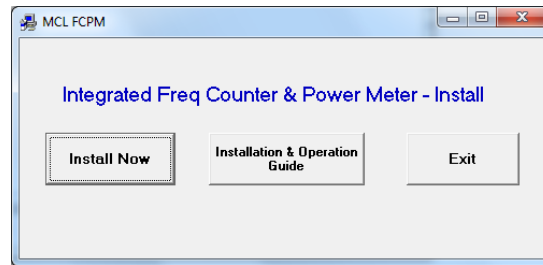 MCL FCPM
Integrated Freq Counter & Power Meter - Install
Install Now
Installation & Operation
Guide
Exit